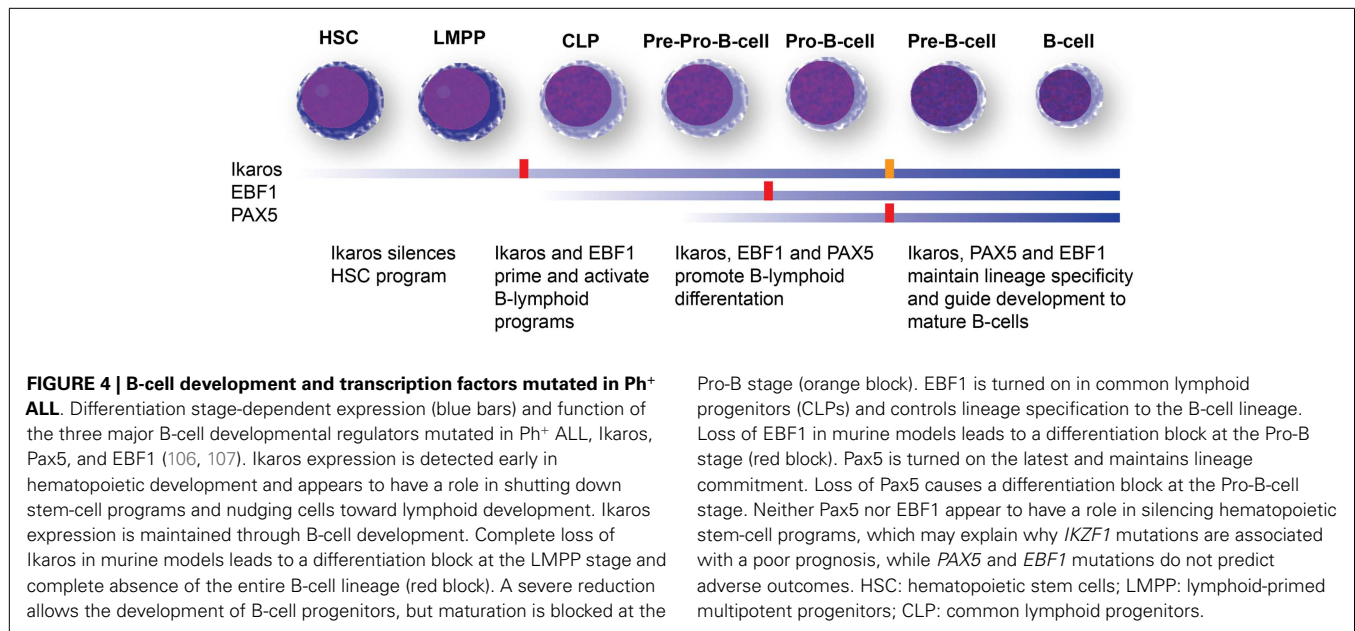 HSC LMPP CLP Pre-Pro-B-cell Pro-B-cell Pre-B-cell B-cell
Ikaros
EBF1
PAX5
Ikaros silences
HSC program
Ikaros and EBF1
prime and activate
B-lymphoid
programs
Ikaros, EBF1 and PAX5
promote B-lymphoid
differentation
Ikaros, PAX5 and EBF1
maintain lineage specificity
and guide development to
mature B-cells
FIGURE 4 | B-cell development and transcription factors mutated in Ph+
ALL. Differentiation stage-dependent expression (blue bars) and function of
the three major B-cell developmental regulators mutated in Ph+ ALL, Ikaros,
Pax5, and EBF1 (106, 107). Ikaros expression is detected early in
hematopoietic development and appears to have a role in shutting down
stem-cell programs and nudging cells toward lymphoid development. Ikaros
expression is maintained through B-cell development. Complete loss of
Ikaros in murine models leads to a differentiation block at the LMPP stage and
complete absence of the entire B-cell lineage (red block). A severe reduction
allows the development of B-cell progenitors, but maturation is blocked at the
Pro-B stage (orange block). EBF1 is turned on in common lymphoid
progenitors (CLPs) and controls lineage specification to the B-cell lineage.
Loss of EBF1 in murine models leads to a differentiation block at the Pro-B
stage (red block). Pax5 is turned on the latest and maintains lineage
commitment. Loss of Pax5 causes a differentiation block at the Pro-B-cell
stage. Neither Pax5 nor EBF1 appear to have a role in silencing hematopoietic
stem-cell programs, which may explain why IKZF1 mutations are associated
with a poor prognosis, while PAX5 and EBF1 mutations do not predict
adverse outcomes. HSC: hematopoietic stem cells; LMPP: lymphoid-primed
multipotent progenitors; CLP: common lymphoid progenitors.